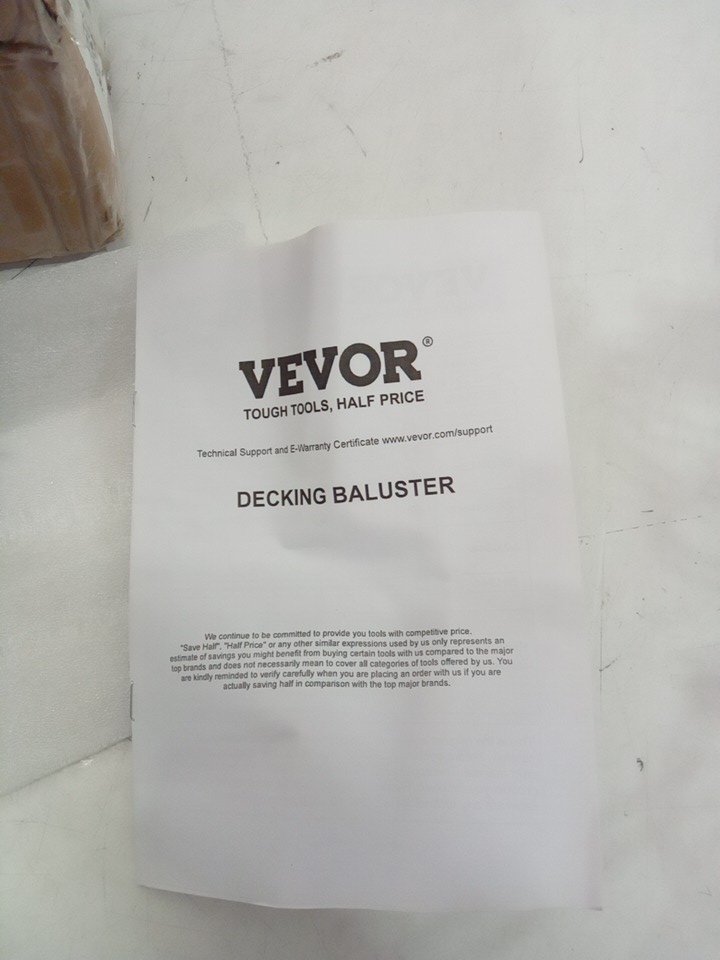 VEVOR®
TOUGH TOOLS, HALF PRICE
Technical Support and E-Warranty Certificate www.vevor.com/support
DECKING BALUSTER
We continue to be committed to provide you tools with competitive price.
"Save Half", "Half Price" or any other similar expressions used by us only represents an
estimate of savings you might benefit from buying certain tools with us compared to the major
top brands and does not necessarily mean to cover all categories of tools offered by us. You
are kindly reminded to verify carefully when you are placing an order with us if you are
actually saving half in comparison with the top major brands.